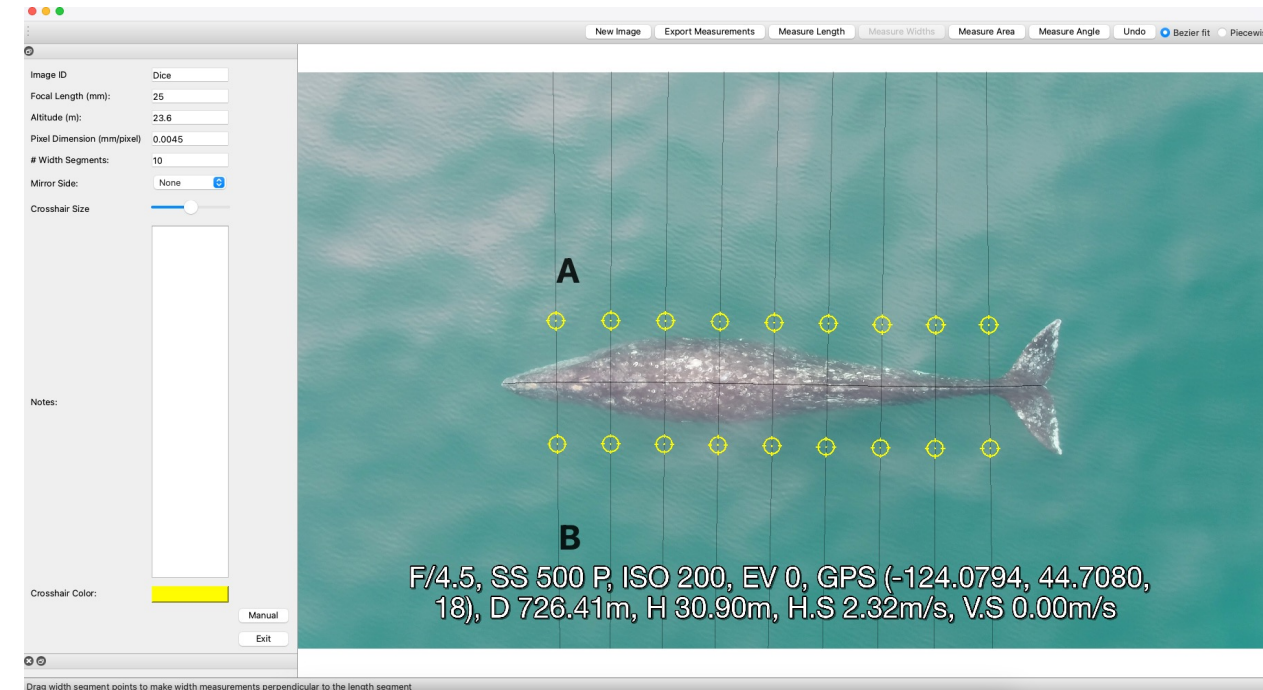 New Image Export Measurements Measure Length Measure Widths Measure Area Measure Angle Undo Bezier fit
Image ID Dice
Focal Length (mm): 25
Altitude (m): 23.6
Pixel Dimension (mm/pixel) 0.0045
# Width Segments: 10
Mirror Side: None
Crosshair Size
A
Notes:
B
F/4.5, SS 500 P, ISO 200, EV 0, GPS (-124.0794, 44.7080,
18), D 726.41m, H 30.90m, H.S 2.32m/s, V.S 0.00m/s
Crosshair Color:
Manual
Exit
Drag width segment points to make width measurements perpendicular to the length segment